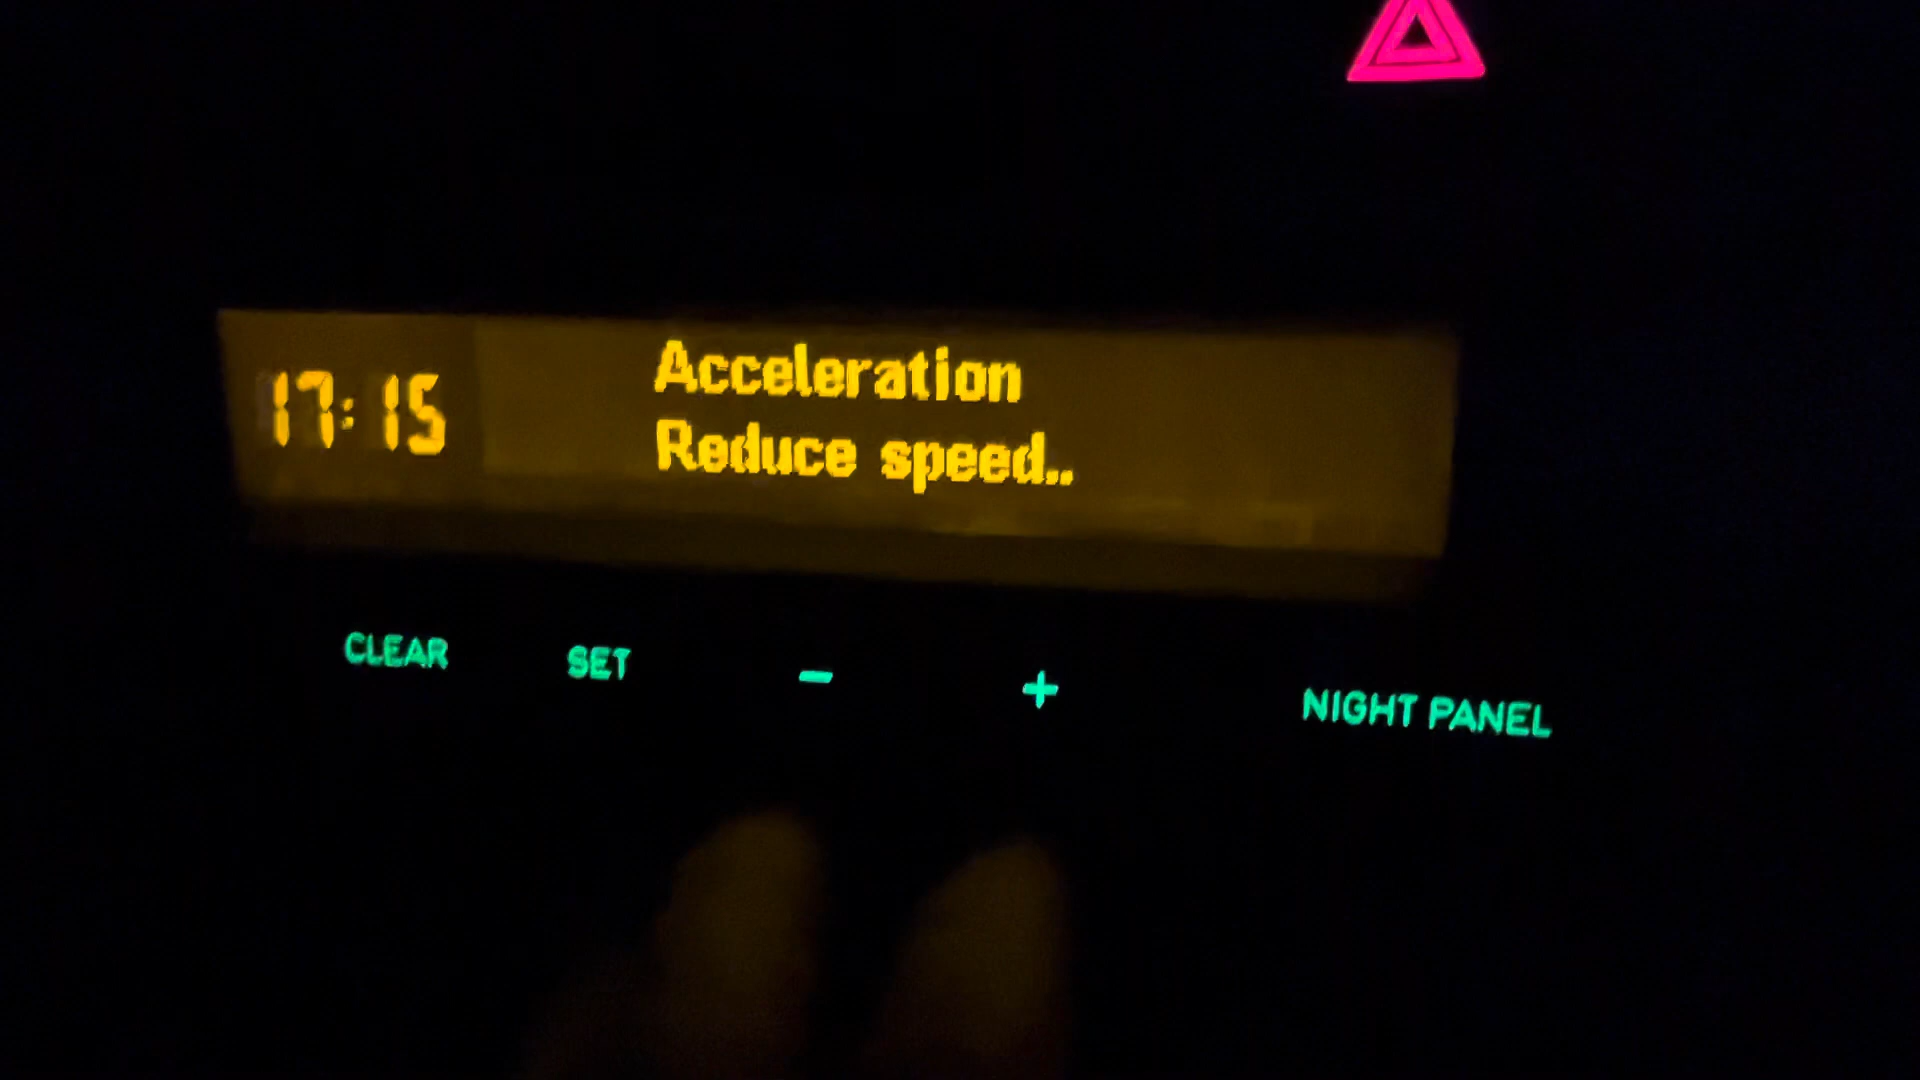 17:15
Acceleration
Reduce speed..
CLEAR
SET
-
+
NIGHT PANEL